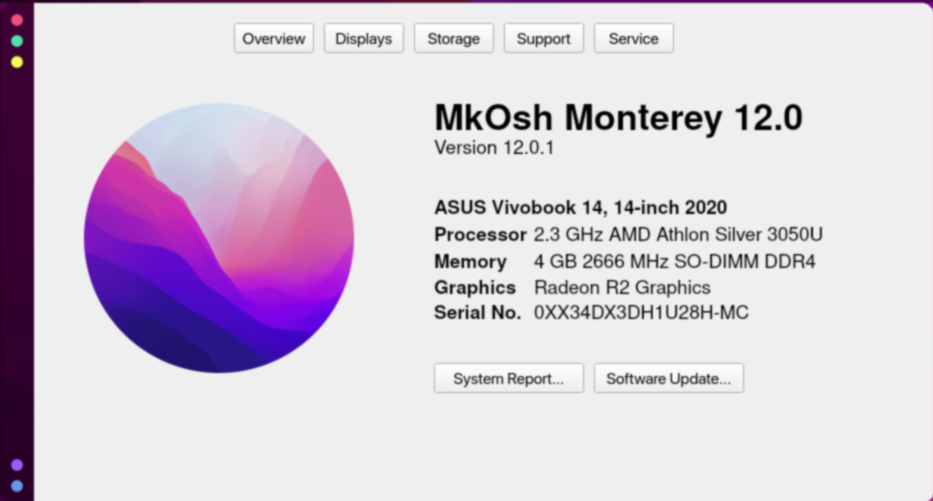 Overview Displays Storage Support Service
MkOsh Monterey 12.0
Version 12.0.1
ASUS Vivobook 14, 14-inch 2020
Processor 2.3 GHz AMD Athlon Silver 3050U
Memory 4 GB 2666 MHz SO-DIMM DDR4
Graphics Radeon R2 Graphics
Serial No. 0XX34DX3DH1U28H-MC
System Report... Software Update...